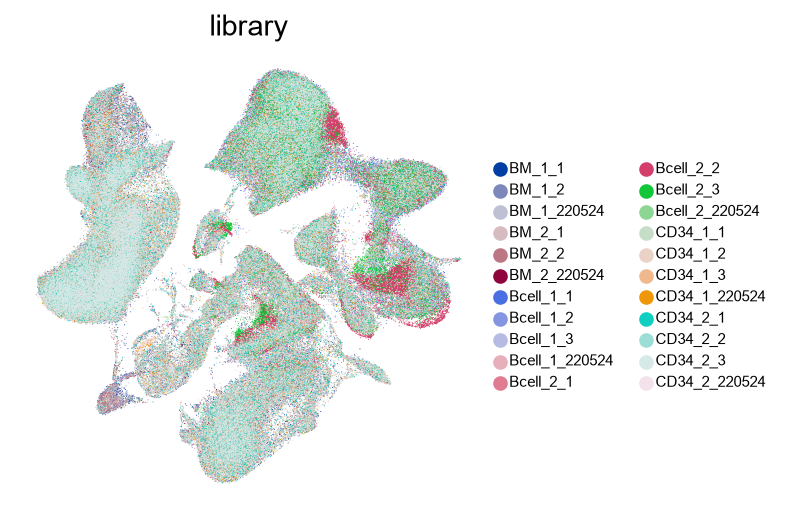 library
BM_1_1
BM_1_2
BM_1_220524
BM_2_1
BM_2_2
BM_2_220524
Bcell_1_1
Bcell_1_2
Bcell_1_3
Bcell_1_220524
Bcell_2_1
Bcell_2_2
Bcell_2_3
Bcell_2_220524
CD34_1_1
CD34_1_2
CD34_1_3
CD34_1_220524
CD34_2_1
CD34_2_2
CD34_2_3
CD34_2_220524